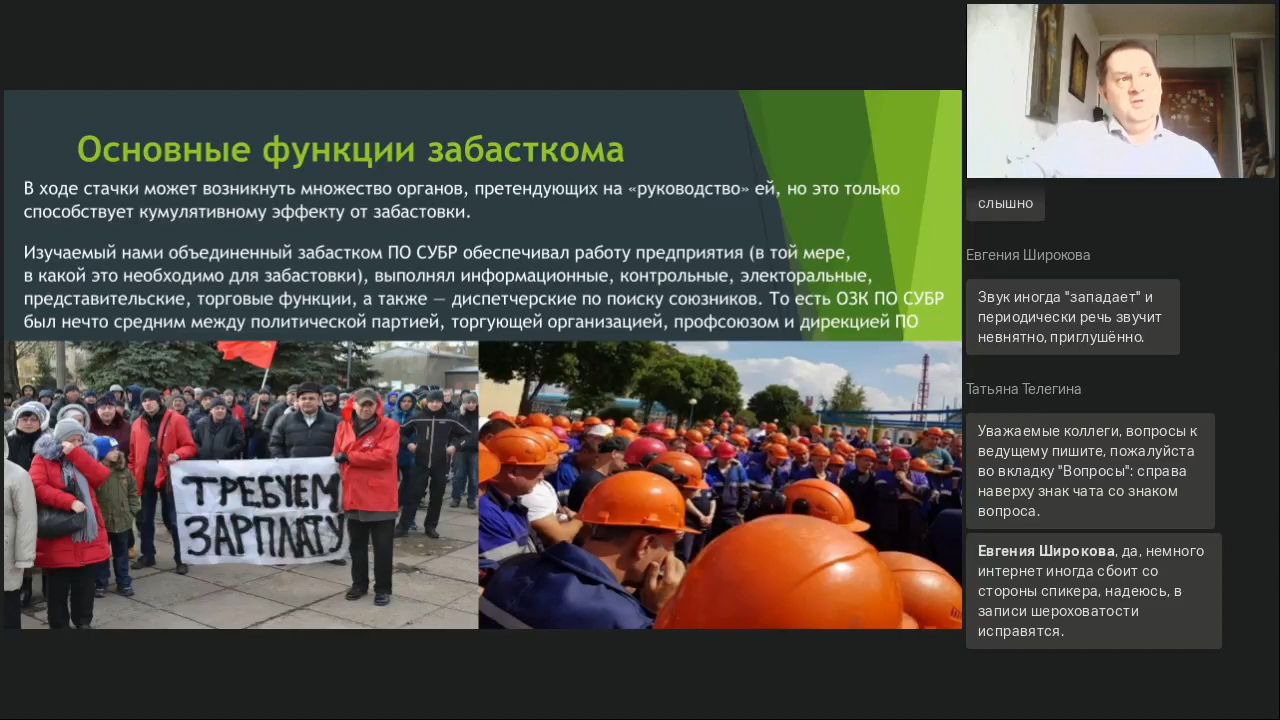 Основные функции забасткома
В ходе стачки может возникнуть множество органов, претендующих на «руководство» ей, но это только
способствует кумулятивному эффекту от забастовки.
Изучаемый нами объединенный забастком ПО СУБР обеспечивал работу предприятия (в той мере,
в какой это необходимо для забастовки), выполнял информационные, контрольные, электоральные,
представительские, торговые функции, а также — диспетчерские по поиску союзников. То есть ОЗК ПО СУБР
был нечто средним между политической партией, торгующей организацией, профсоюзом и дирекцией ПО
ТРЕБУЕМ
ЗАРПЛАТУ
слышно
Евгения Широкова
Звук иногда "западает" и
периодически речь звучит
невнятно, приглушённо.
Татьяна Телегина
Уважаемые коллеги, вопросы к
ведущему пишите, пожалуйста
во вкладку "Вопросы": справа
наверху знак чата со знаком
вопроса.
Евгения Широкова, да, немного
интернет иногда сбоит со
стороны спикера, надеюсь, в
записи шероховатости
исправятся.